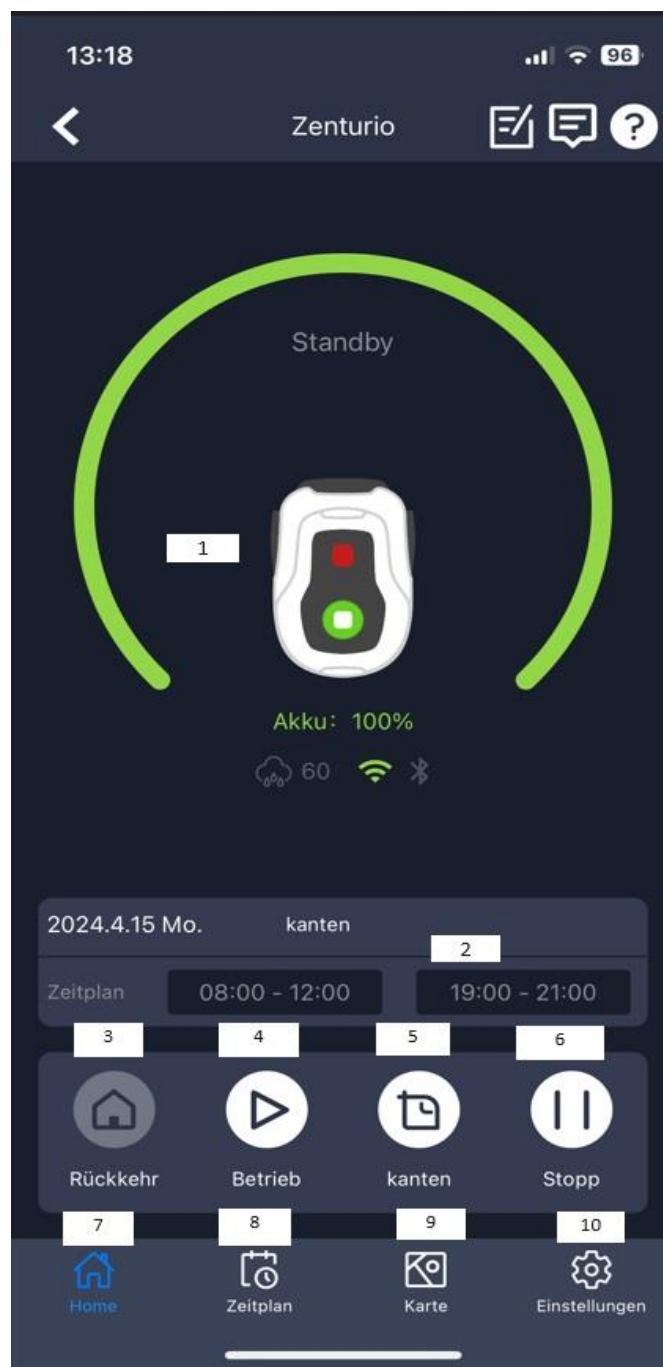 13:18 96
Zenturio ?
Standby
1
Akku: 100%
60
2024.4.15 Mo. kanten
2
Zeitplan 08:00 - 12:00 19:00 - 21:00
3 4 5 6
Rückkehr Betrieb kanten Stopp
7 8 9 10
Home Zeitplan Karte Einstellungen